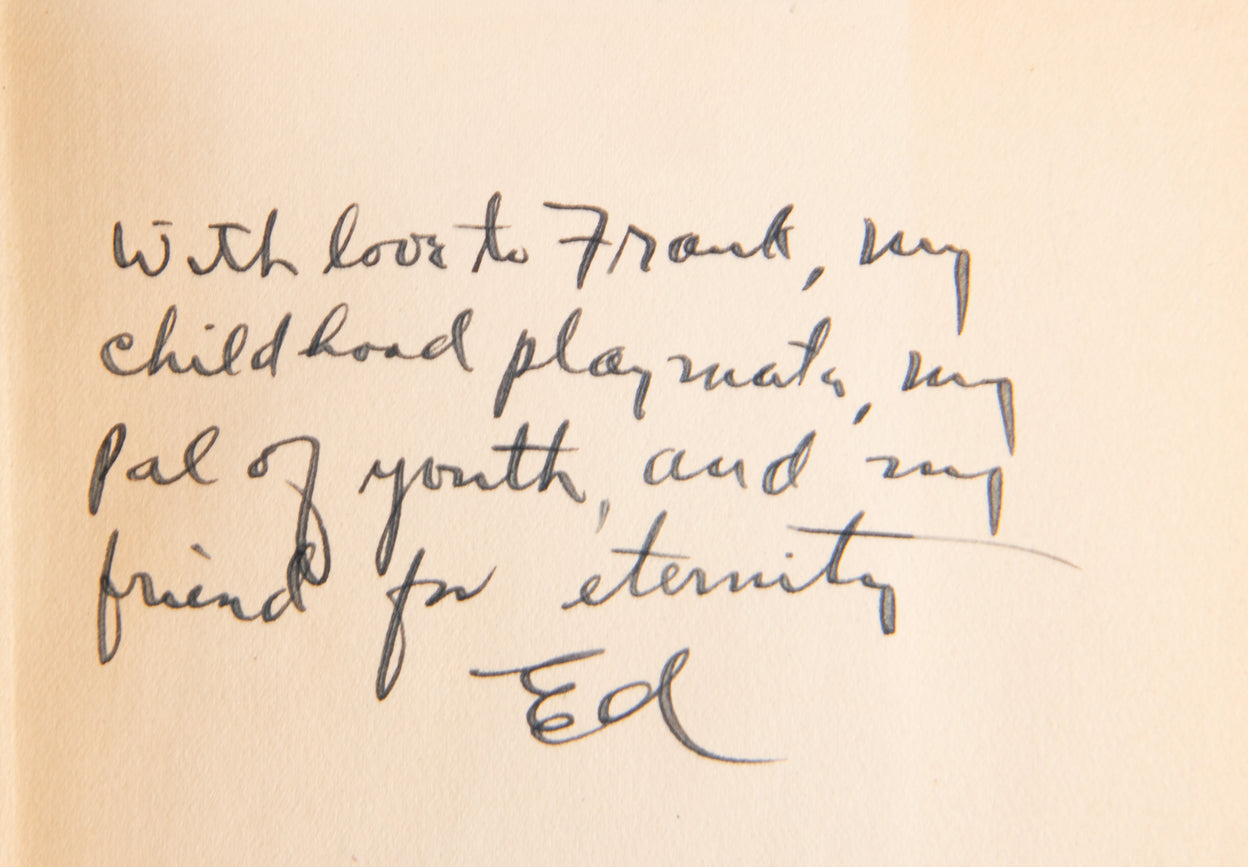 With love to Frank, my
childhood playmate, my
pal of youth, and my
friend for eternity
Ed